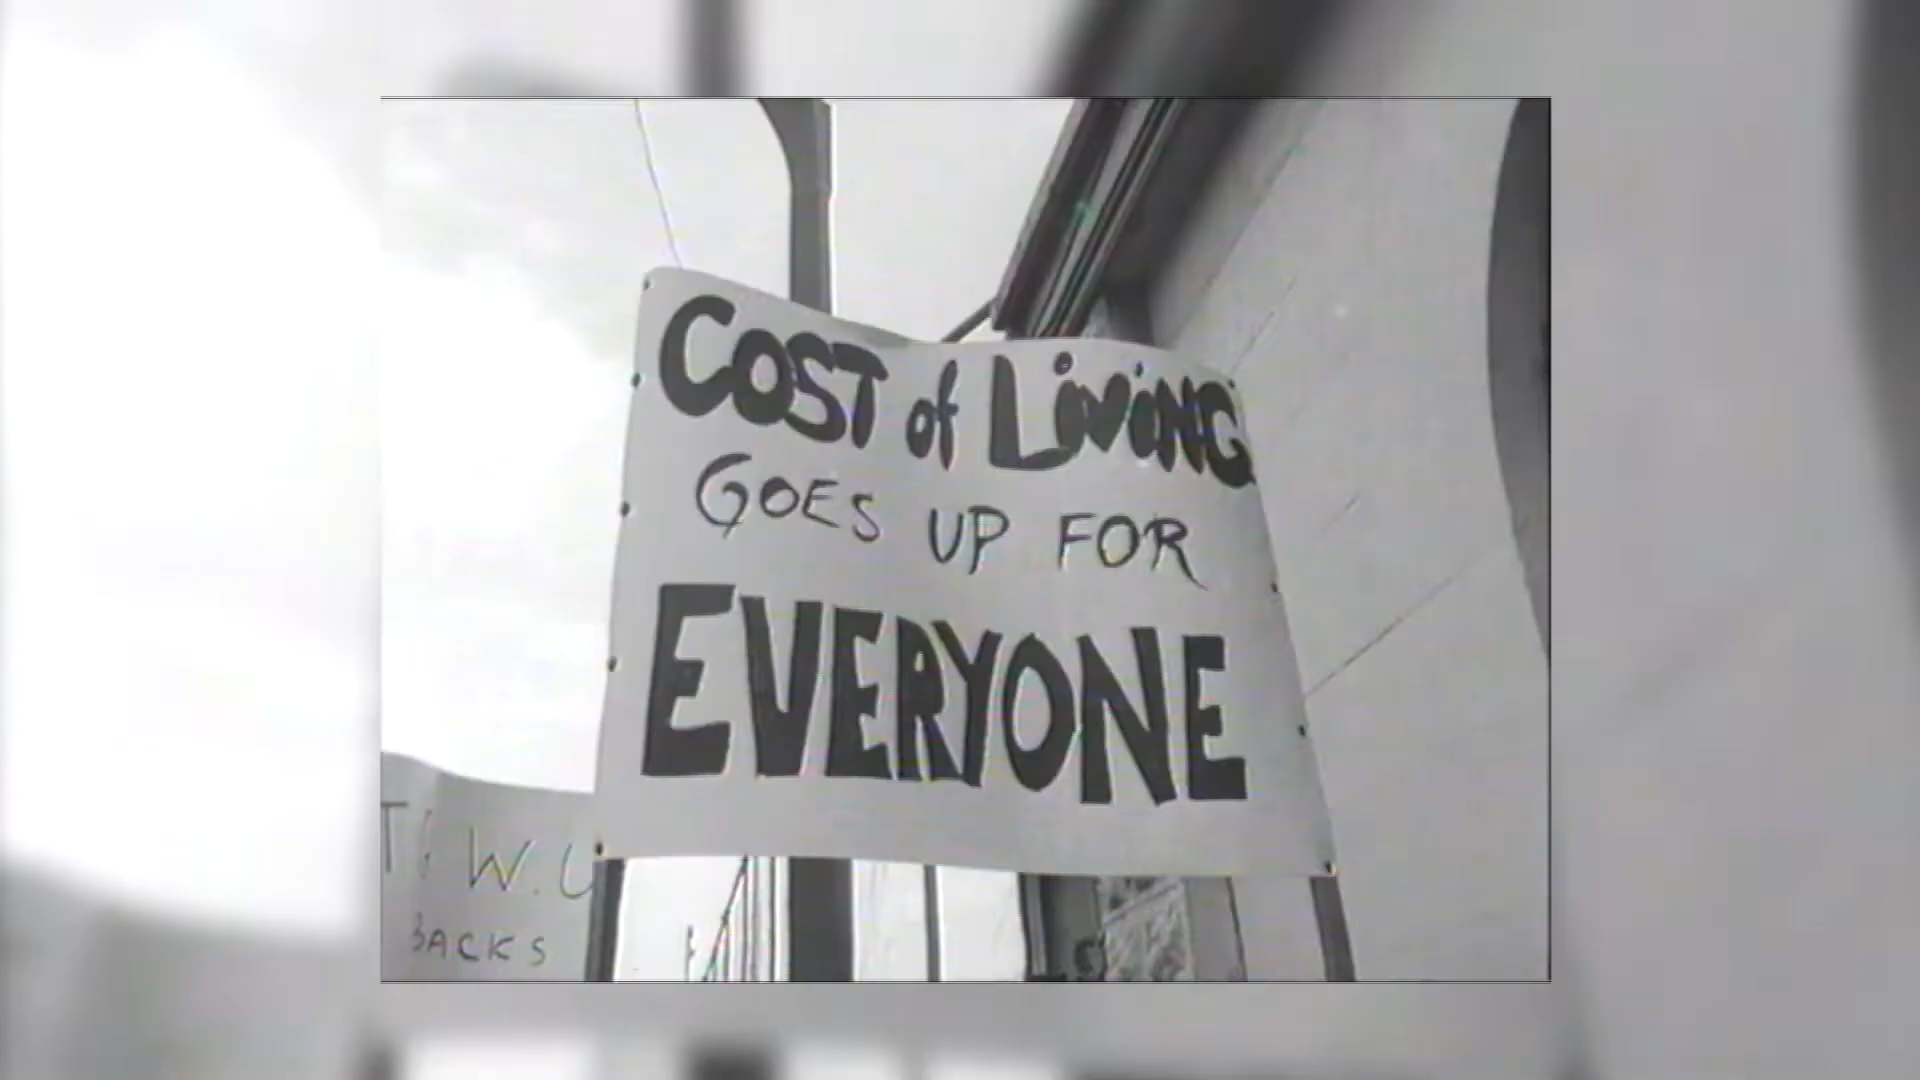 COST of LiViNG
GOES UP FOR
EVERYONE
W.U
BACKS